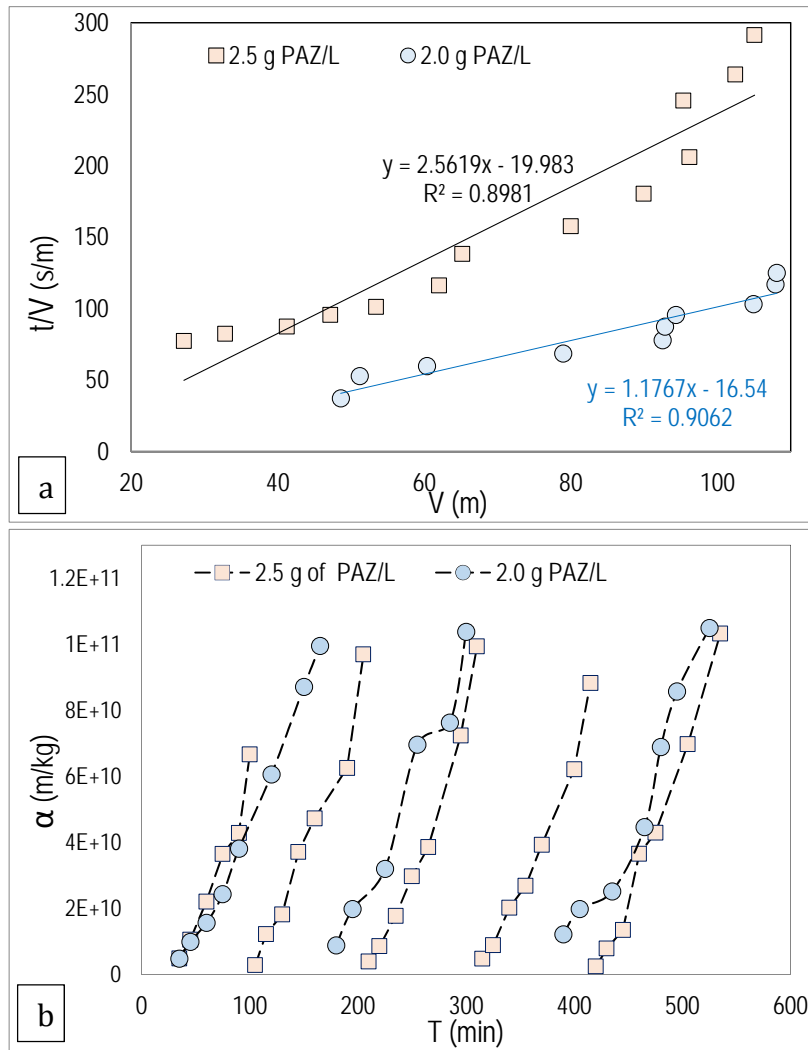 300
2.5 g PAZ/L
2.0 g PAZ/L
250
200
150
100
50
0
t/V (s/m)
y = 2.5619x - 19.983
R² = 0.8981
y = 1.1767x - 16.54
R² = 0.9062
20
40
60
80
100
V (m)
a
1.2E+11
1E+11
8E+10
6E+10
4E+10
2E+10
0
α (m/kg)
2.5 g of PAZ/L
2.0 g PAZ/L
0
100
200
300
400
500
600
T (min)
b